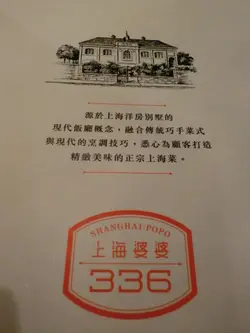 源於上海洋房別墅的
現代飯廳概念，融合傳統巧手菜式
與現代的烹調技巧，悉心為顧客打造
精緻美味的正宗上海菜。
SHANGHAI POPO
上海婆婆
336